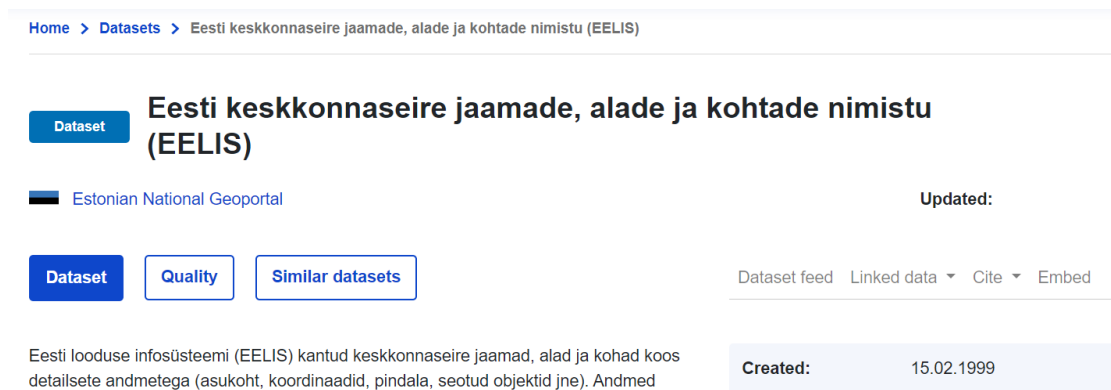 Home > Datasets > Eesti keskkonnaseire jaamade, alade ja kohtade nimistu (EELIS)
Dataset
Eesti keskkonnaseire jaamade, alade ja kohtade nimistu
(EELIS)
Estonian National Geoportal
Updated:
Dataset Quality Similar datasets
Dataset feed Linked data Cite Embed
Eesti looduse infosüsteemi (EELIS) kantud keskkonnaseire jaamad, alad ja kohad koos
detailsete andmetega (asukoht, koordinaadid, pindala, seotud objektid jne). Andmed
Created: 15.02.1999